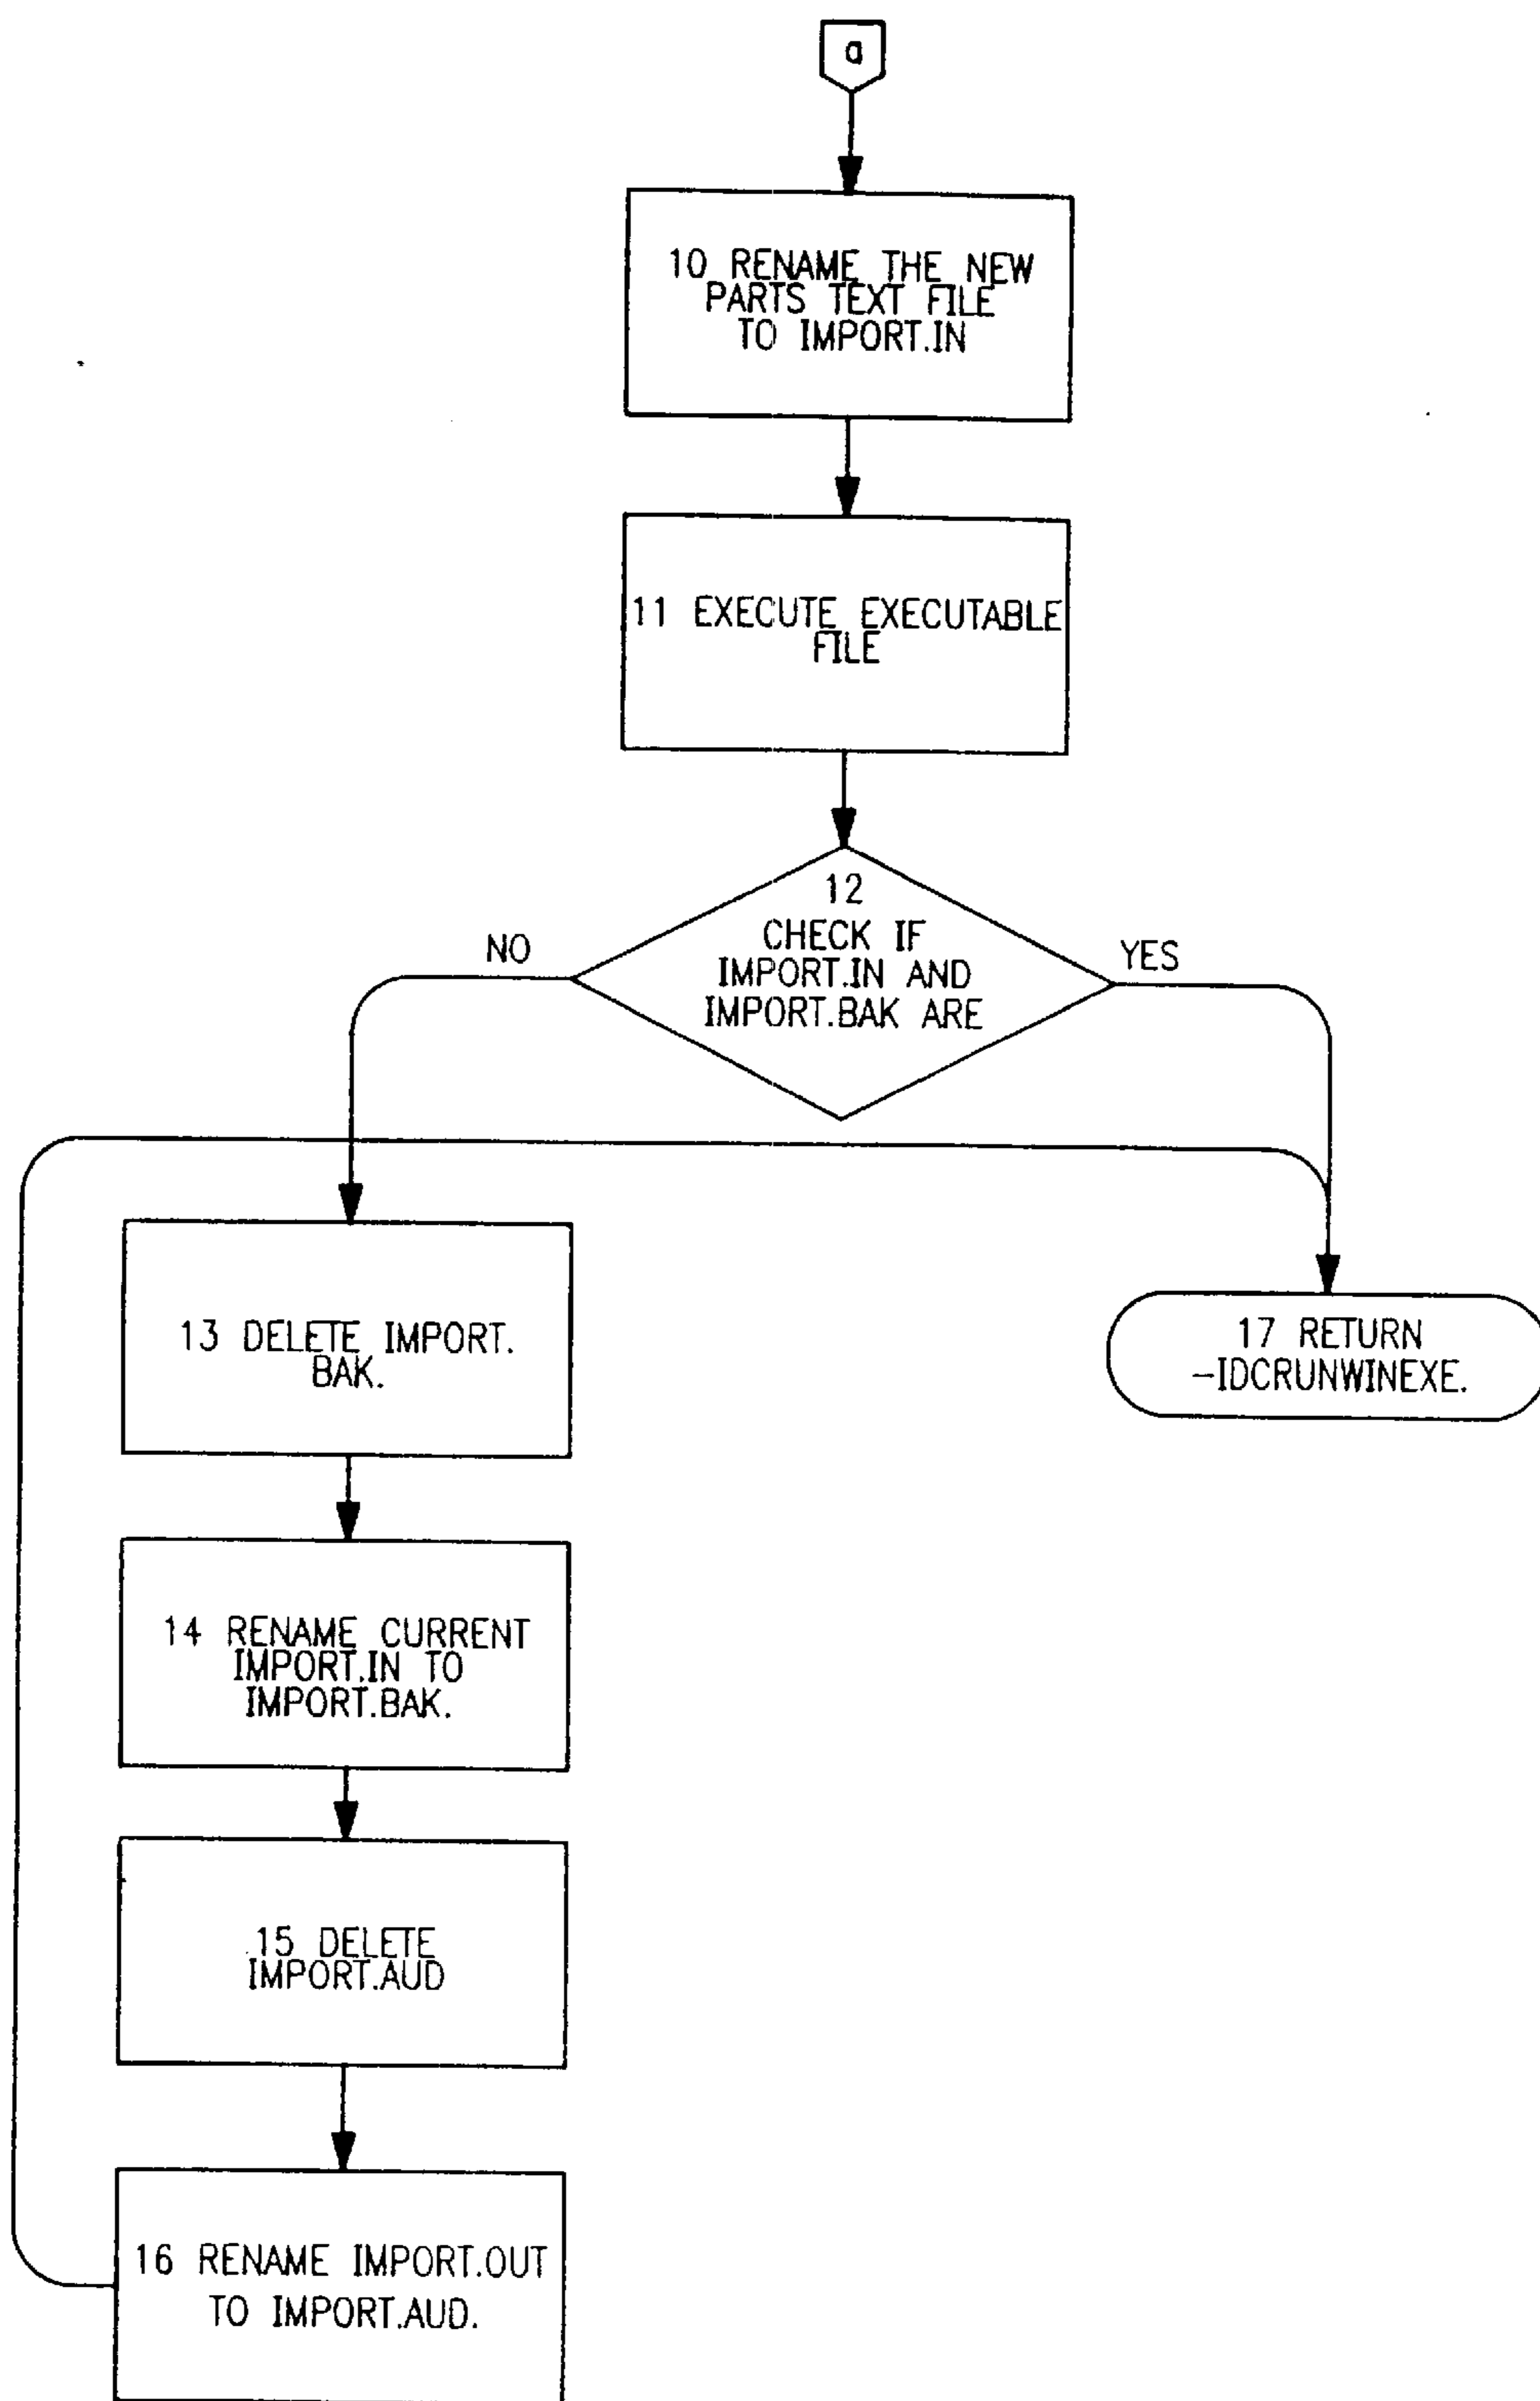 a
10 RENAME THE NEW
PARTS TEXT FILE
TO IMPORT.IN
11 EXECUTE EXECUTABLE
FILE
12
CHECK IF
IMPORT.IN AND
IMPORT.BAK ARE
NO
YES
13 DELETE IMPORT.
BAK.
17 RETURN
-IDCRUNWINEXE.
14 RENAME CURRENT
IMPORT.IN TO
IMPORT.BAK.
15 DELETE
IMPORT.AUD
16 RENAME IMPORT.OUT
TO IMPORT.AUD.